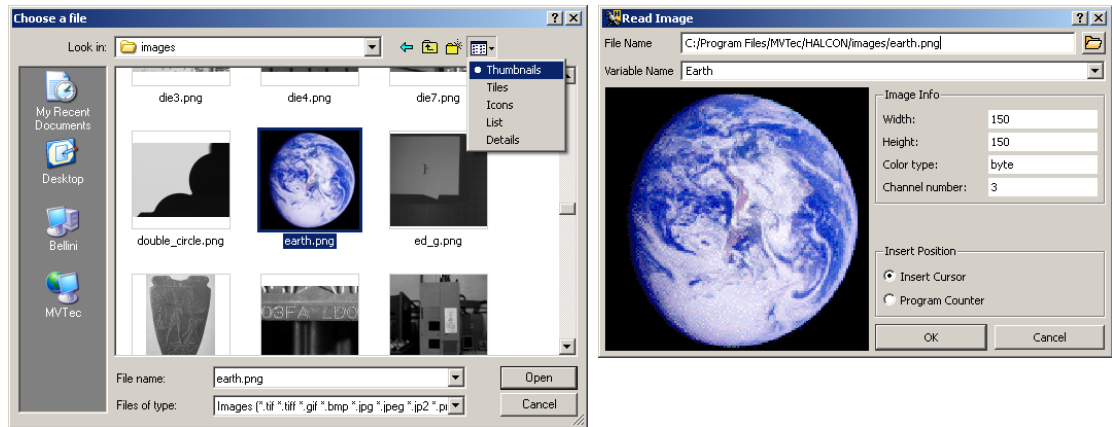 Choose a file
Look in:
images
Thumbnails
Tiles
Icons
List
Details
My Recent
Documents
Desktop
Bellini
MVTec
die3.png
die4.png
die7.png
double_circle.png
earth.png
ed_g.png
03FA LDO
File name:
earth.png
Open
Files of type:
Images (*.tif *.tiff *.gif *.bmp *.jpg *.jpeg *.jp2 *.p
Cancel
Read Image
File Name
C:/Program Files/MVTec/HALCON/images/earth.png
Variable Name
Earth
Image Info
Width:
150
Height:
150
Color type:
byte
Channel number:
3
Insert Position
Insert Cursor
Program Counter
OK
Cancel